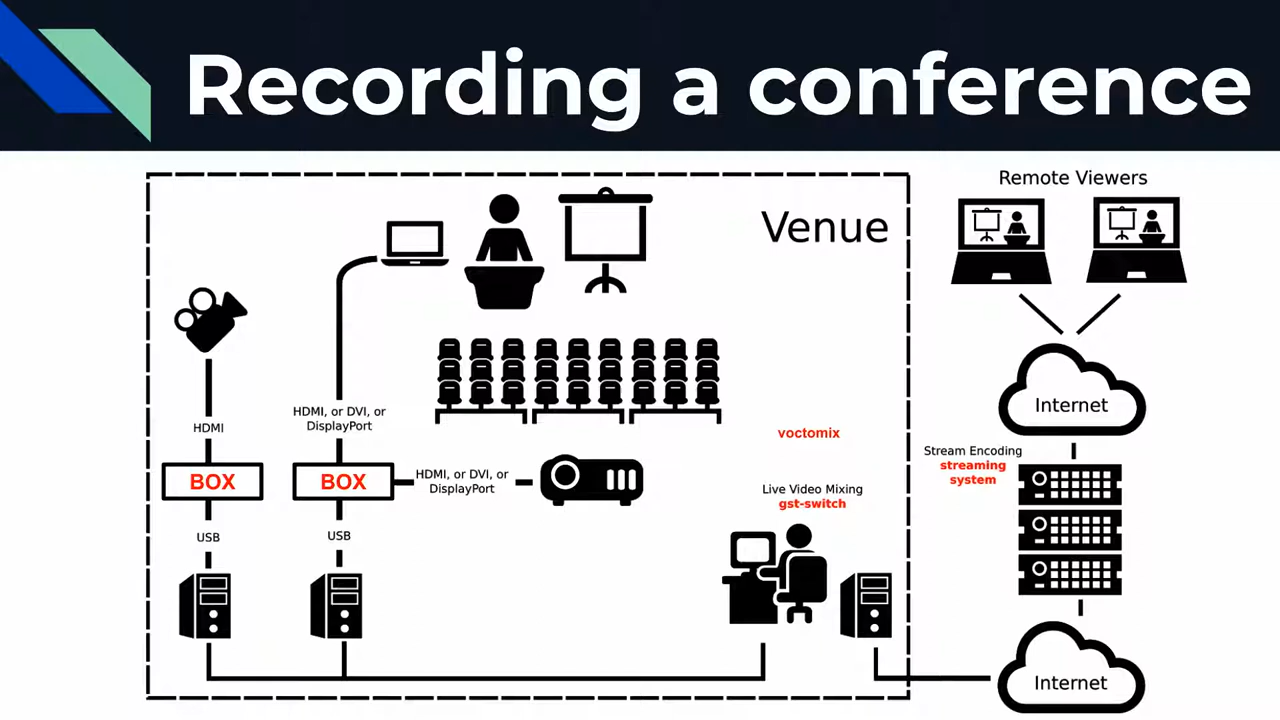 Recording a conference
Venue
Remote Viewers
HDMI
HDMI, or DVI, or
DisplayPort
BOX
BOX
HDMI, or DVI, or
DisplayPort
USB
USB
voctomix
Live Video Mixing
gst-switch
Internet
Stream Encoding
streaming
system
Internet